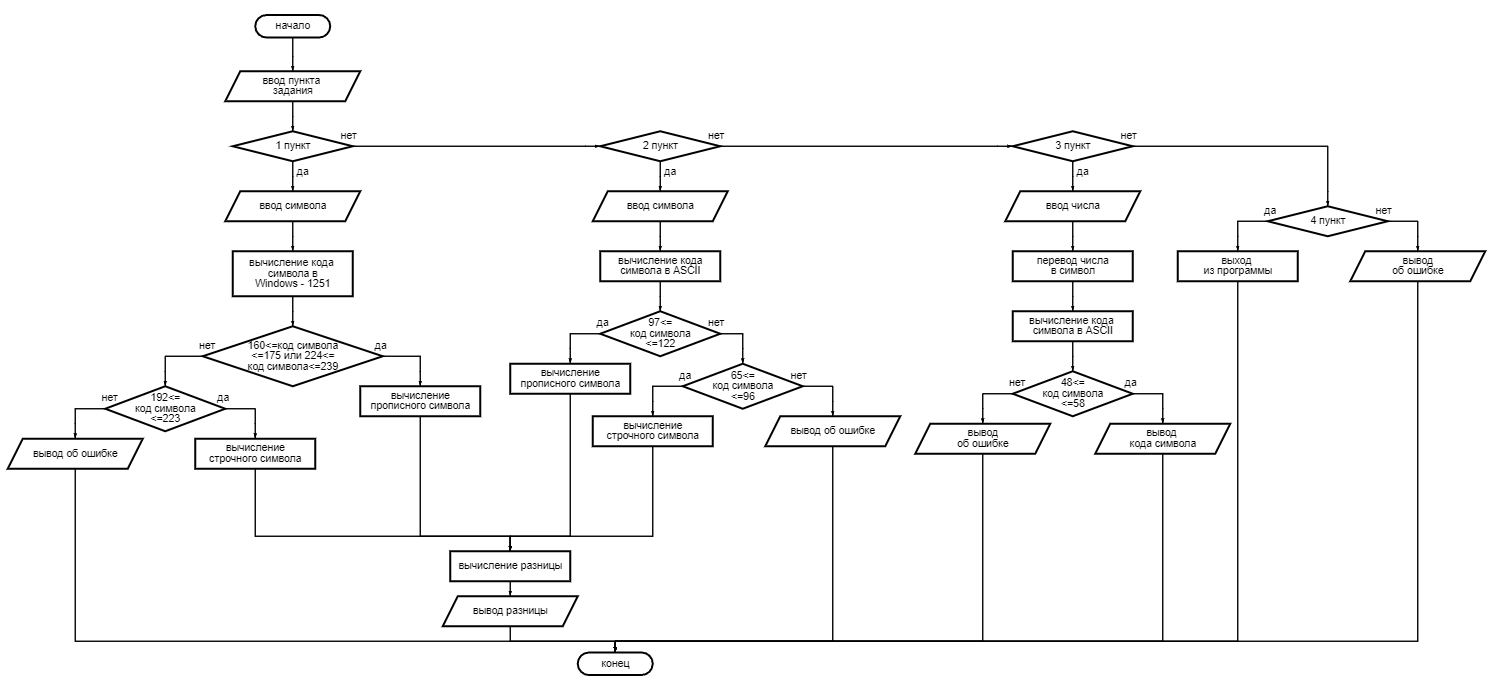 начало
ввод пункта
задания
1 пункт
нет
да
2 пункт
нет
да
3 пункт
нет
да
4 пункт
да
нет
ввод символа
ввод символа
ввод числа
вычисление кода
символа в
Windows - 1251
вычисление кода
символа в ASCII
перевод числа
в символ
выход
из программы
вывод
об ошибке
вычисление кода
символа в ASCII
160<=код символа
<=175 или 224<=
код символа<=239
нет
да
97<=
код символа
<=122
да
нет
вычисление
прописного символа
65<=
код символа
<=96
да
нет
48<=
код символа
<=58
нет
да
192<=
код символа
<=223
нет
да
вычисление
прописного символа
вычисление
строчного символа
вывод об ошибке
вывод
об ошибке
вывод
кода символа
вывод об ошибке
вычисление
строчного символа
вычисление разницы
вывод разницы
конец